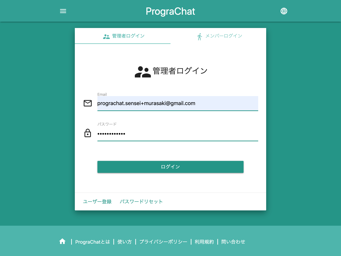 PrograChat
管理者ログイン
メンバーログイン
管理者ログイン
Email
prograchat.sensei+murasaki@gmail.com
パスワード
••••••••••••
ログイン
ユーザー登録 パスワードリセット
PrograChatとは | 使い方 | プライバシーポリシー | 利用規約 | 問い合わせ